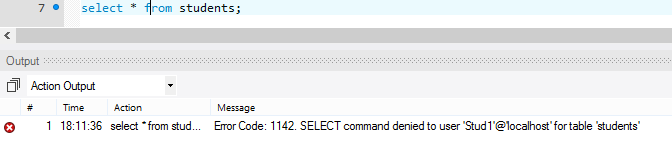 7 select * from students;
Output
Action Output
# Time Action Message
1 18:11:36 select * from stud... Error Code: 1142. SELECT command denied to user 'Stud1'@'localhost' for table 'students'